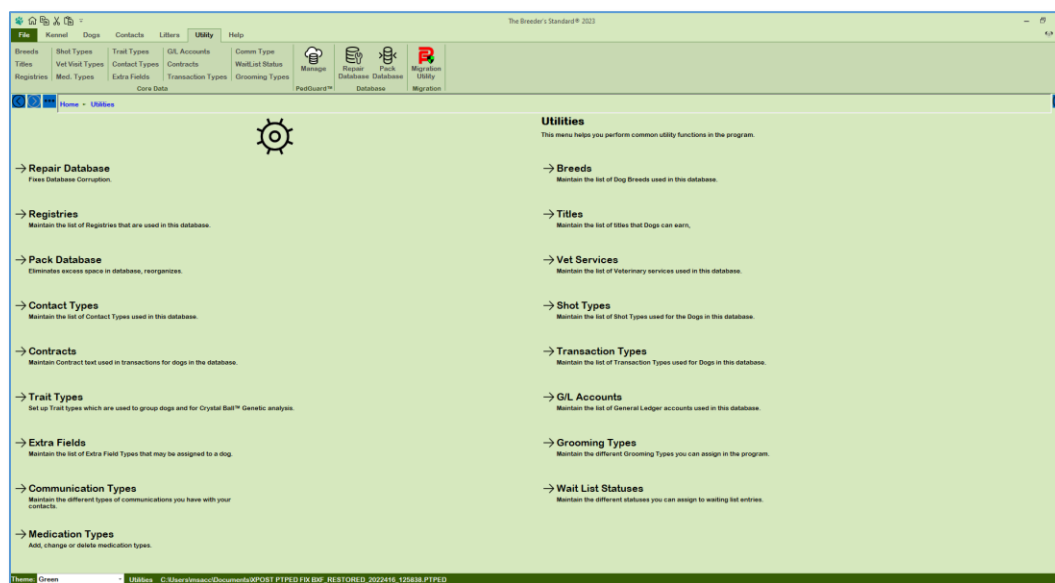 The Breeder's Standard® 2023
File Kennel Dogs Contacts Litters Utility Help
Breeds Shot Types Trait Types G/L Accounts Comm Type
Titles Vet Visit Types Contact Types Contracts WaitList Status
Registries Med. Types Extra Fields Transaction Types Grooming Types
Manage
Repair Database
Pack Database
Migration Utility
Core Data PedGuard™ Database Migration
Home Utilities
Utilities
This menu helps you perform common utility functions in the program.
Repair Database
Fixes Database Corruption.
Breeds
Maintain the list of Dog Breeds used in this database.
Registries
Maintain the list of Registries that are used in this database.
Titles
Maintain the list of titles that Dogs can earn,
Pack Database
Eliminates excess space in database, reorganizes.
Vet Services
Maintain the list of Veterinary services used in this database.
Contact Types
Maintain the list of Contact Types used in this database.
Shot Types
Maintain the list of Shot Types used for the Dogs in this database.
Contracts
Maintain Contract text used in transactions for dogs in the database.
Transaction Types
Maintain the list of Transaction Types used for Dogs in this database.
Trait Types
Set up Trait types which are used to group dogs and for Crystal Ball™ Genetic analysis.
G/L Accounts
Maintain the list of General Ledger accounts used in this database.
Extra Fields
Maintain the list of Extra Field Types that may be assigned to a dog.
Grooming Types
Maintain the different Grooming Types you can assign in the program.
Communication Types
Maintain the different types of communications you have with your
contacts.
Wait List Statuses
Maintain the different statuses you can assign to waiting list entries.
Medication Types
Add, change or delete medication types.
Theme: Green Utilities C:\Users\msacc\Documents\XPOST PTPED FIX IDXF_RESTORED_2022416_125838.PTPED